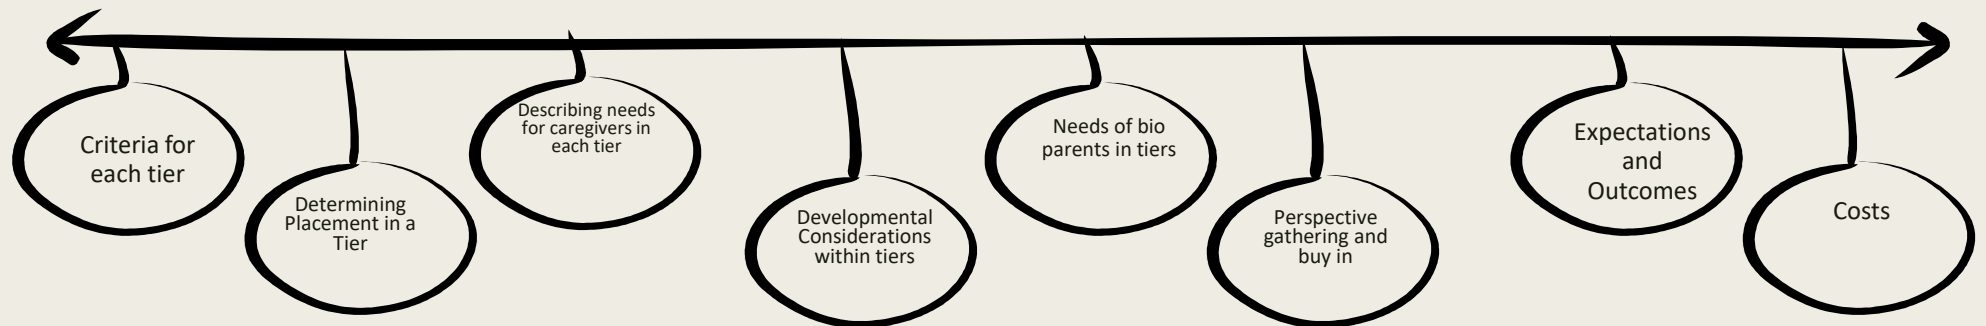 Criteria for
each tier
Determining
Placement in a
Tier
Describing needs
for caregivers in
each tier
Developmental
Considerations
within tiers
Needs of bio
parents in tiers
Perspective
gathering and
buy in
Expectations
and
Outcomes
Costs